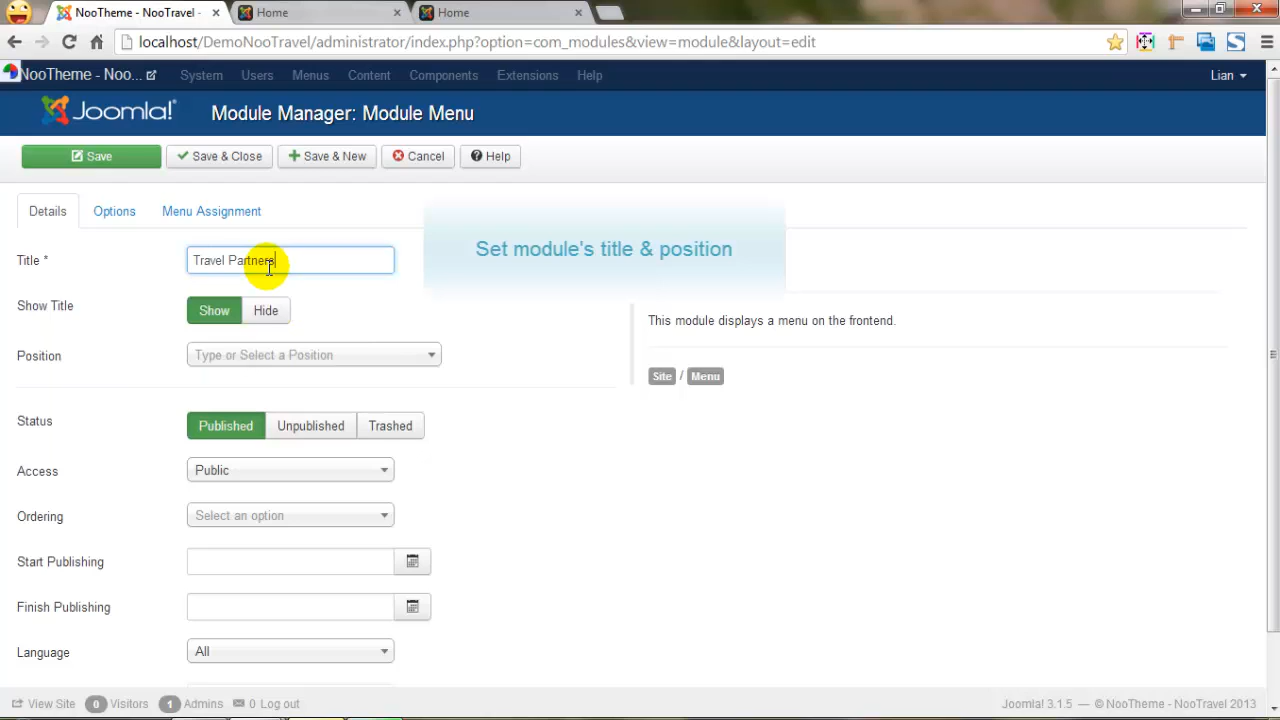 NooTheme - NooTravel -
Home
Home
localhost/DemoNooTravel/administrator/index.php?option=com_modules&view=module&layout=edit
NooTheme - Noo... System Users Menus Content Components Extensions Help Lian
Joomla!® Module Manager: Module Menu
Save Save & Close Save & New Cancel Help
Details Options Menu Assignment
Set module's title & position
Title * Travel Partners
Show Title Show Hide
This module displays a menu on the frontend.
Position Type or Select a Position
Site / Menu
Status Published Unpublished Trashed
Access Public
Ordering Select an option
Start Publishing
Finish Publishing
Language All
View Site 0 Visitors 1 Admins 0 Log out Joomla! 3.1.5 — © NooTheme - NooTravel 2013